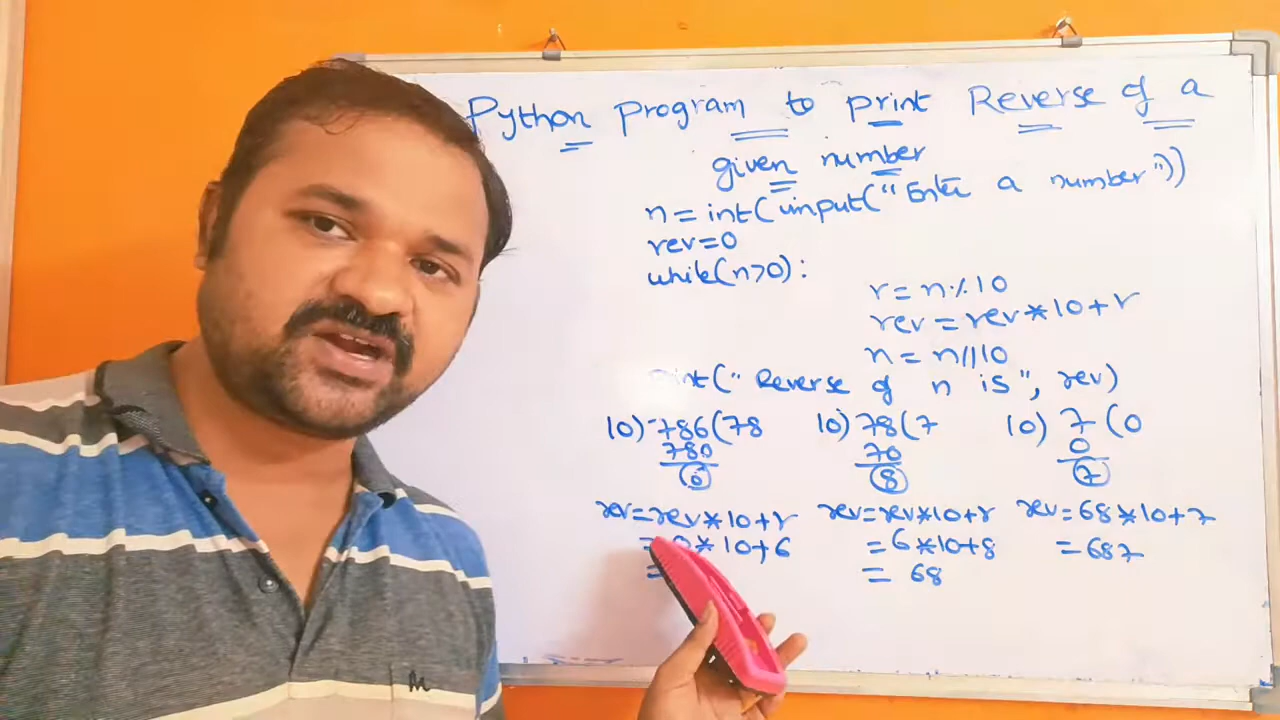 Python program to print Reverse of a
given number
n = int(input("Enter a number"))
rev=0
while(n>0):
r = n%10
rev = rev*10+r
n = n//10
("Reverse of n is", rev)
10) 786(78 10) 78(7 10) 7(0
780 70 0
6 8 7
rev=rev*10+r rev=rev*10+r rev=68*10+7
= * 10+6 =6*10+8 =687
= = 68